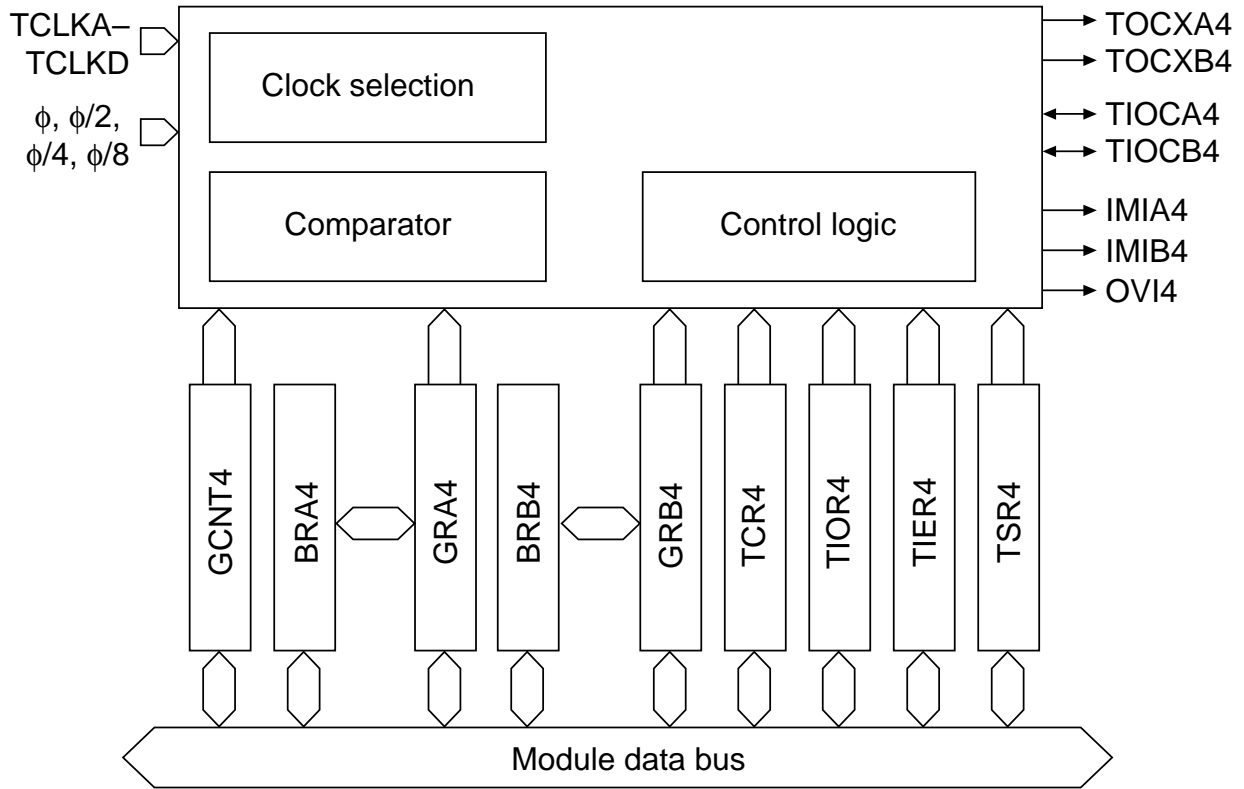 TCLKA–
TCLKD
ϕ, ϕ/2,
ϕ/4, ϕ/8
Clock selection
Comparator
Control logic
TOCXA4
TOCXB4
TIOCA4
TIOCB4
IMIA4
IMIB4
OVI4
GCNT4
BRA4
GRA4
BRB4
GRB4
TCR4
TIOR4
TIER4
TSR4
Module data bus